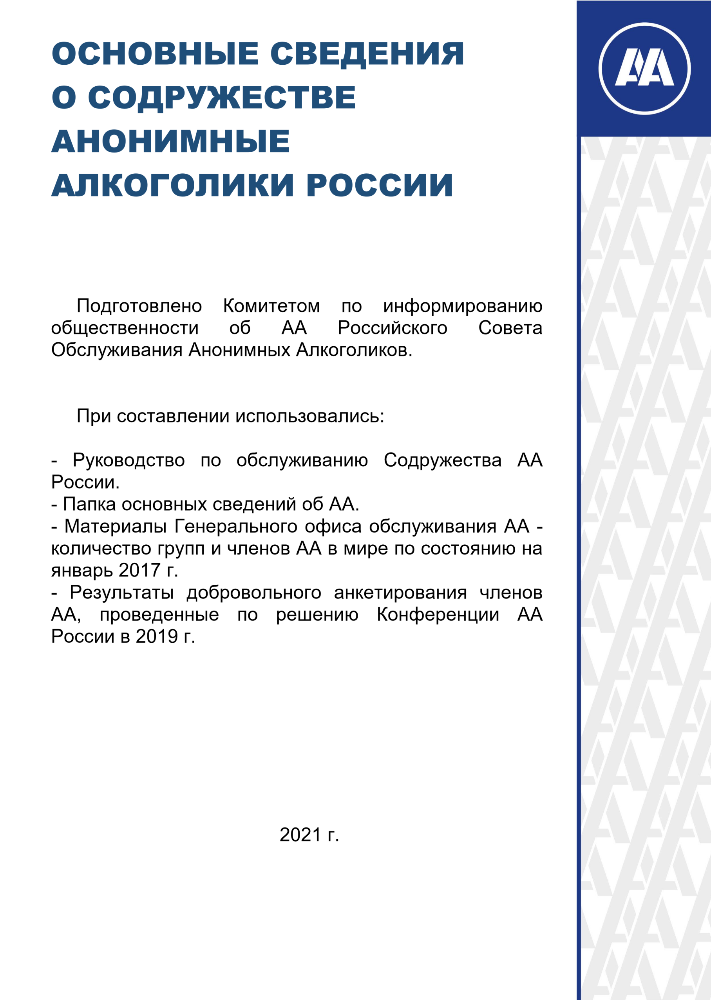 ОСНОВНЫЕ СВЕДЕНИЯ
О СОДРУЖЕСТВЕ
АНОНИМНЫЕ
АЛКОГОЛИКИ РОССИИ
АА
Подготовлено Комитетом по информированию
общественности об АА Российского Совета
Обслуживания Анонимных Алкоголиков.
При составлении использовались:
- Руководство по обслуживанию Содружества АА
России.
- Папка основных сведений об АА.
- Материалы Генерального офиса обслуживания АА -
количество групп и членов АА в мире по состоянию на
январь 2017 г.
- Результаты добровольного анкетирования членов
АА, проведенные по решению Конференции АА
России в 2019 г.
2021 г.